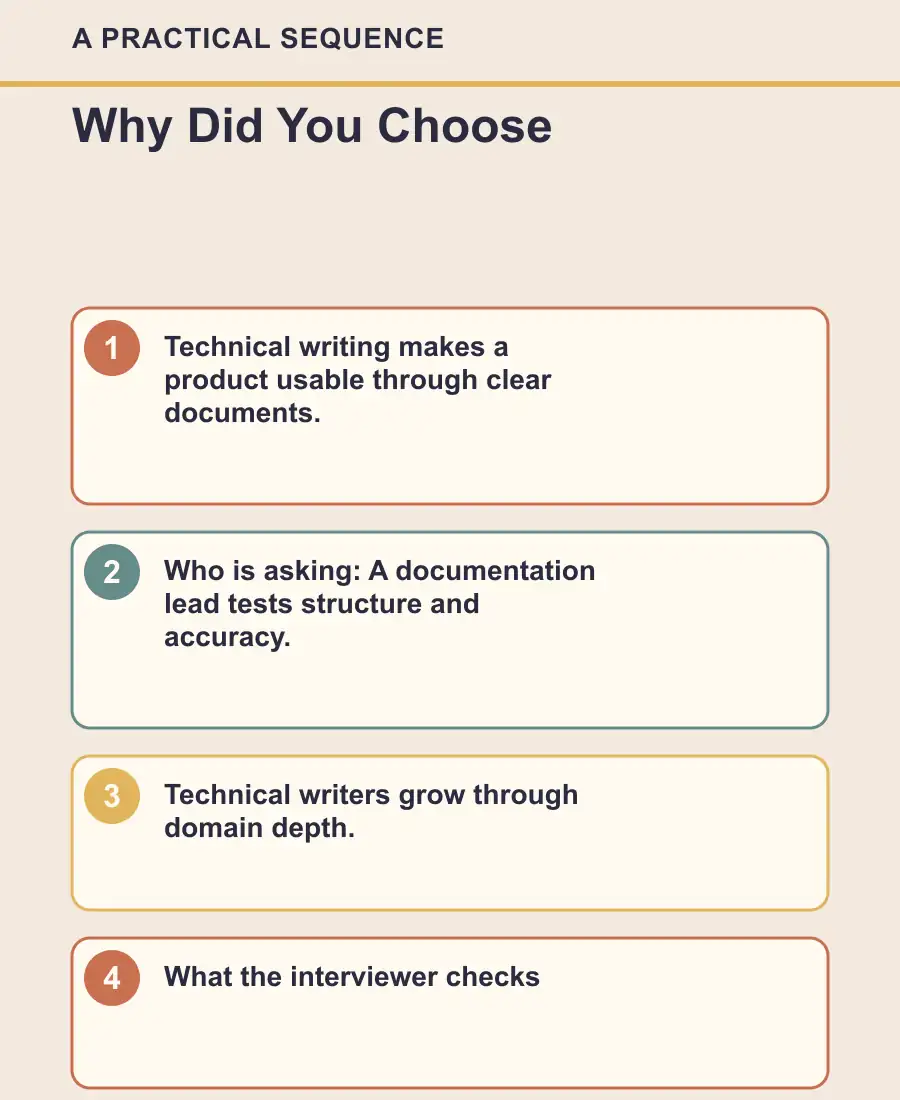 A PRACTICAL SEQUENCE
Why Did You Choose
1
Technical writing makes a
product usable through clear
documents.
2
Who is asking: A documentation
lead tests structure and
accuracy.
3
Technical writers grow through
domain depth.
4
What the interviewer checks